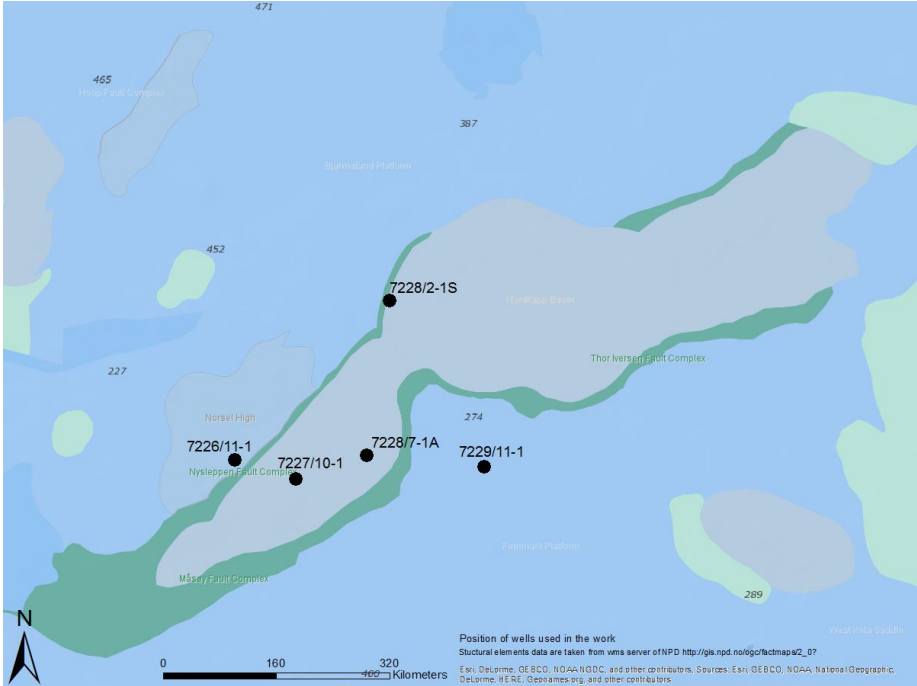 471
465
Hoop Fault Complex
387
Bjarmeland Platform
452
7228/2-1S
Nordkapp Basin
Thor Iversen Fault Complex
227
274
Norsel High
7226/11-1
7228/7-1A
7229/11-1
Nysleppen Fault Complex
7227/10-1
Finnmark Platform
Måsøy Fault Complex
289
West Kola Saddle
N
Position of wells used in the work
Stuctural elements data are taken from wms server of NPD http://gis.npd.no/ogc/factmaps/2_0?
0 160 320
400 Kilometers
Esri, DeLorme, GEBCO, NOAA NGDC, and other contributors, Sources: Esri, GEBCO, NOAA, National Geographic,
DeLorme, HERE, Geonames.org, and other contributors